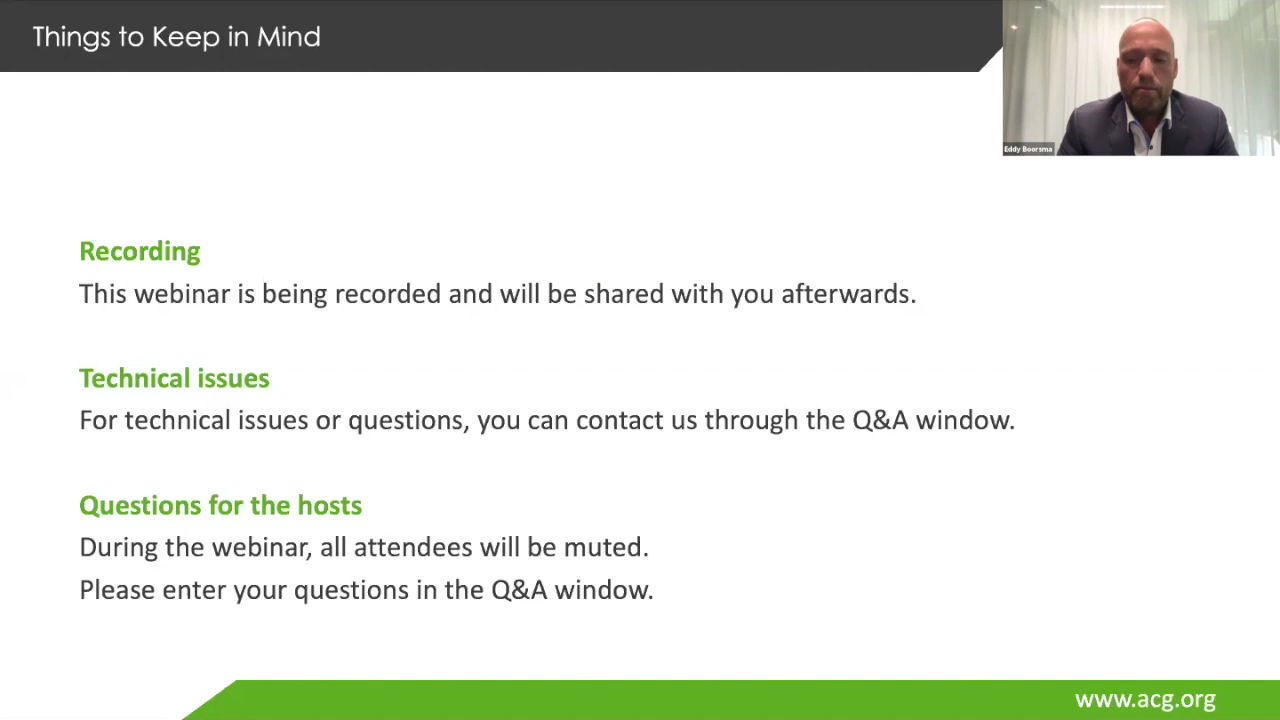 Things to Keep in Mind
Eddy Boorsma
Recording
This webinar is being recorded and will be shared with you afterwards.
Technical issues
For technical issues or questions, you can contact us through the Q&A window.
Questions for the hosts
During the webinar, all attendees will be muted.
Please enter your questions in the Q&A window.
www.acg.org